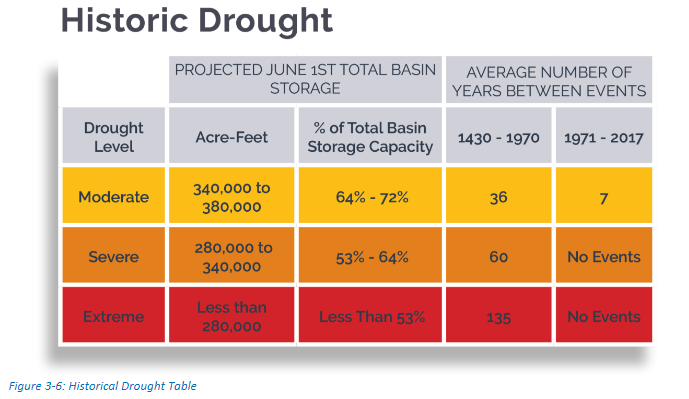 Historic Drought
PROJECTED JUNE 1ST TOTAL BASIN
STORAGE
AVERAGE NUMBER OF
YEARS BETWEEN EVENTS
Drought
Level
Acre-Feet
% of Total Basin
Storage Capacity
1430 - 1970
1971 - 2017
Moderate
340,000 to
380,000
64% - 72%
36
7
Severe
280,000 to
340,000
53% - 64%
60
No Events
Extreme
Less than
280,000
Less Than 53%
135
No Events
Figure 3-6: Historical Drought Table